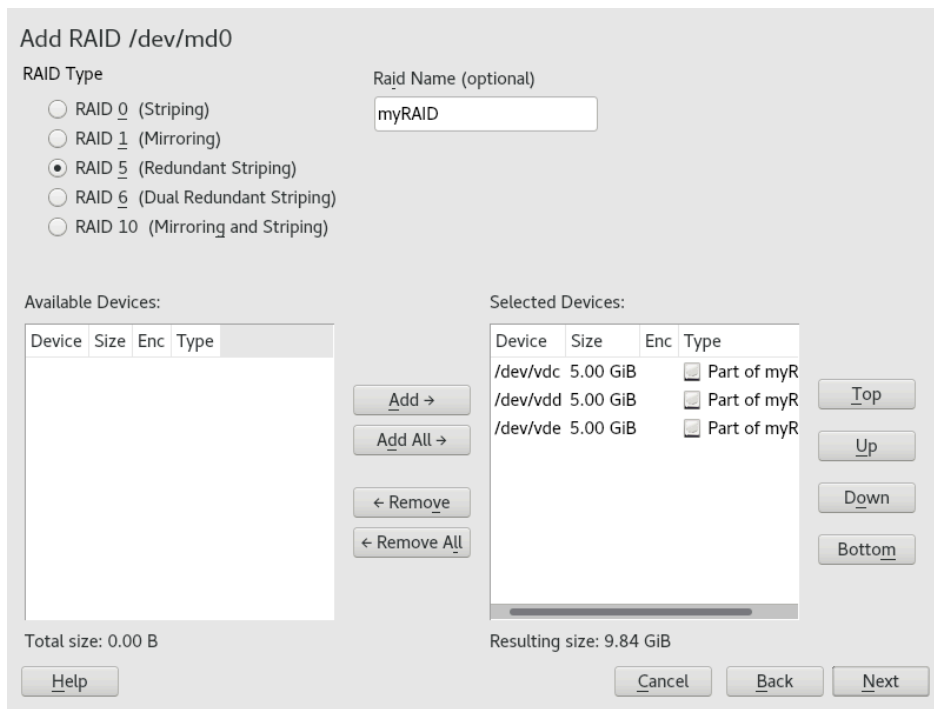 Add RAID /dev/md0
RAID Type
RAID 0 (Striping)
RAID 1 (Mirroring)
RAID 5 (Redundant Striping)
RAID 6 (Dual Redundant Striping)
RAID 10 (Mirroring and Striping)
Raid Name (optional)
myRAID
Available Devices:
Device Size Enc Type
Total size: 0.00 B
Add →
Add All →
← Remove
← Remove All
Selected Devices:
Device Size Enc Type
/dev/vdc 5.00 GiB Part of myR
/dev/vdd 5.00 GiB Part of myR
/dev/vde 5.00 GiB Part of myR
Resulting size: 9.84 GiB
Top
Up
Down
Bottom
Help
Cancel
Back
Next